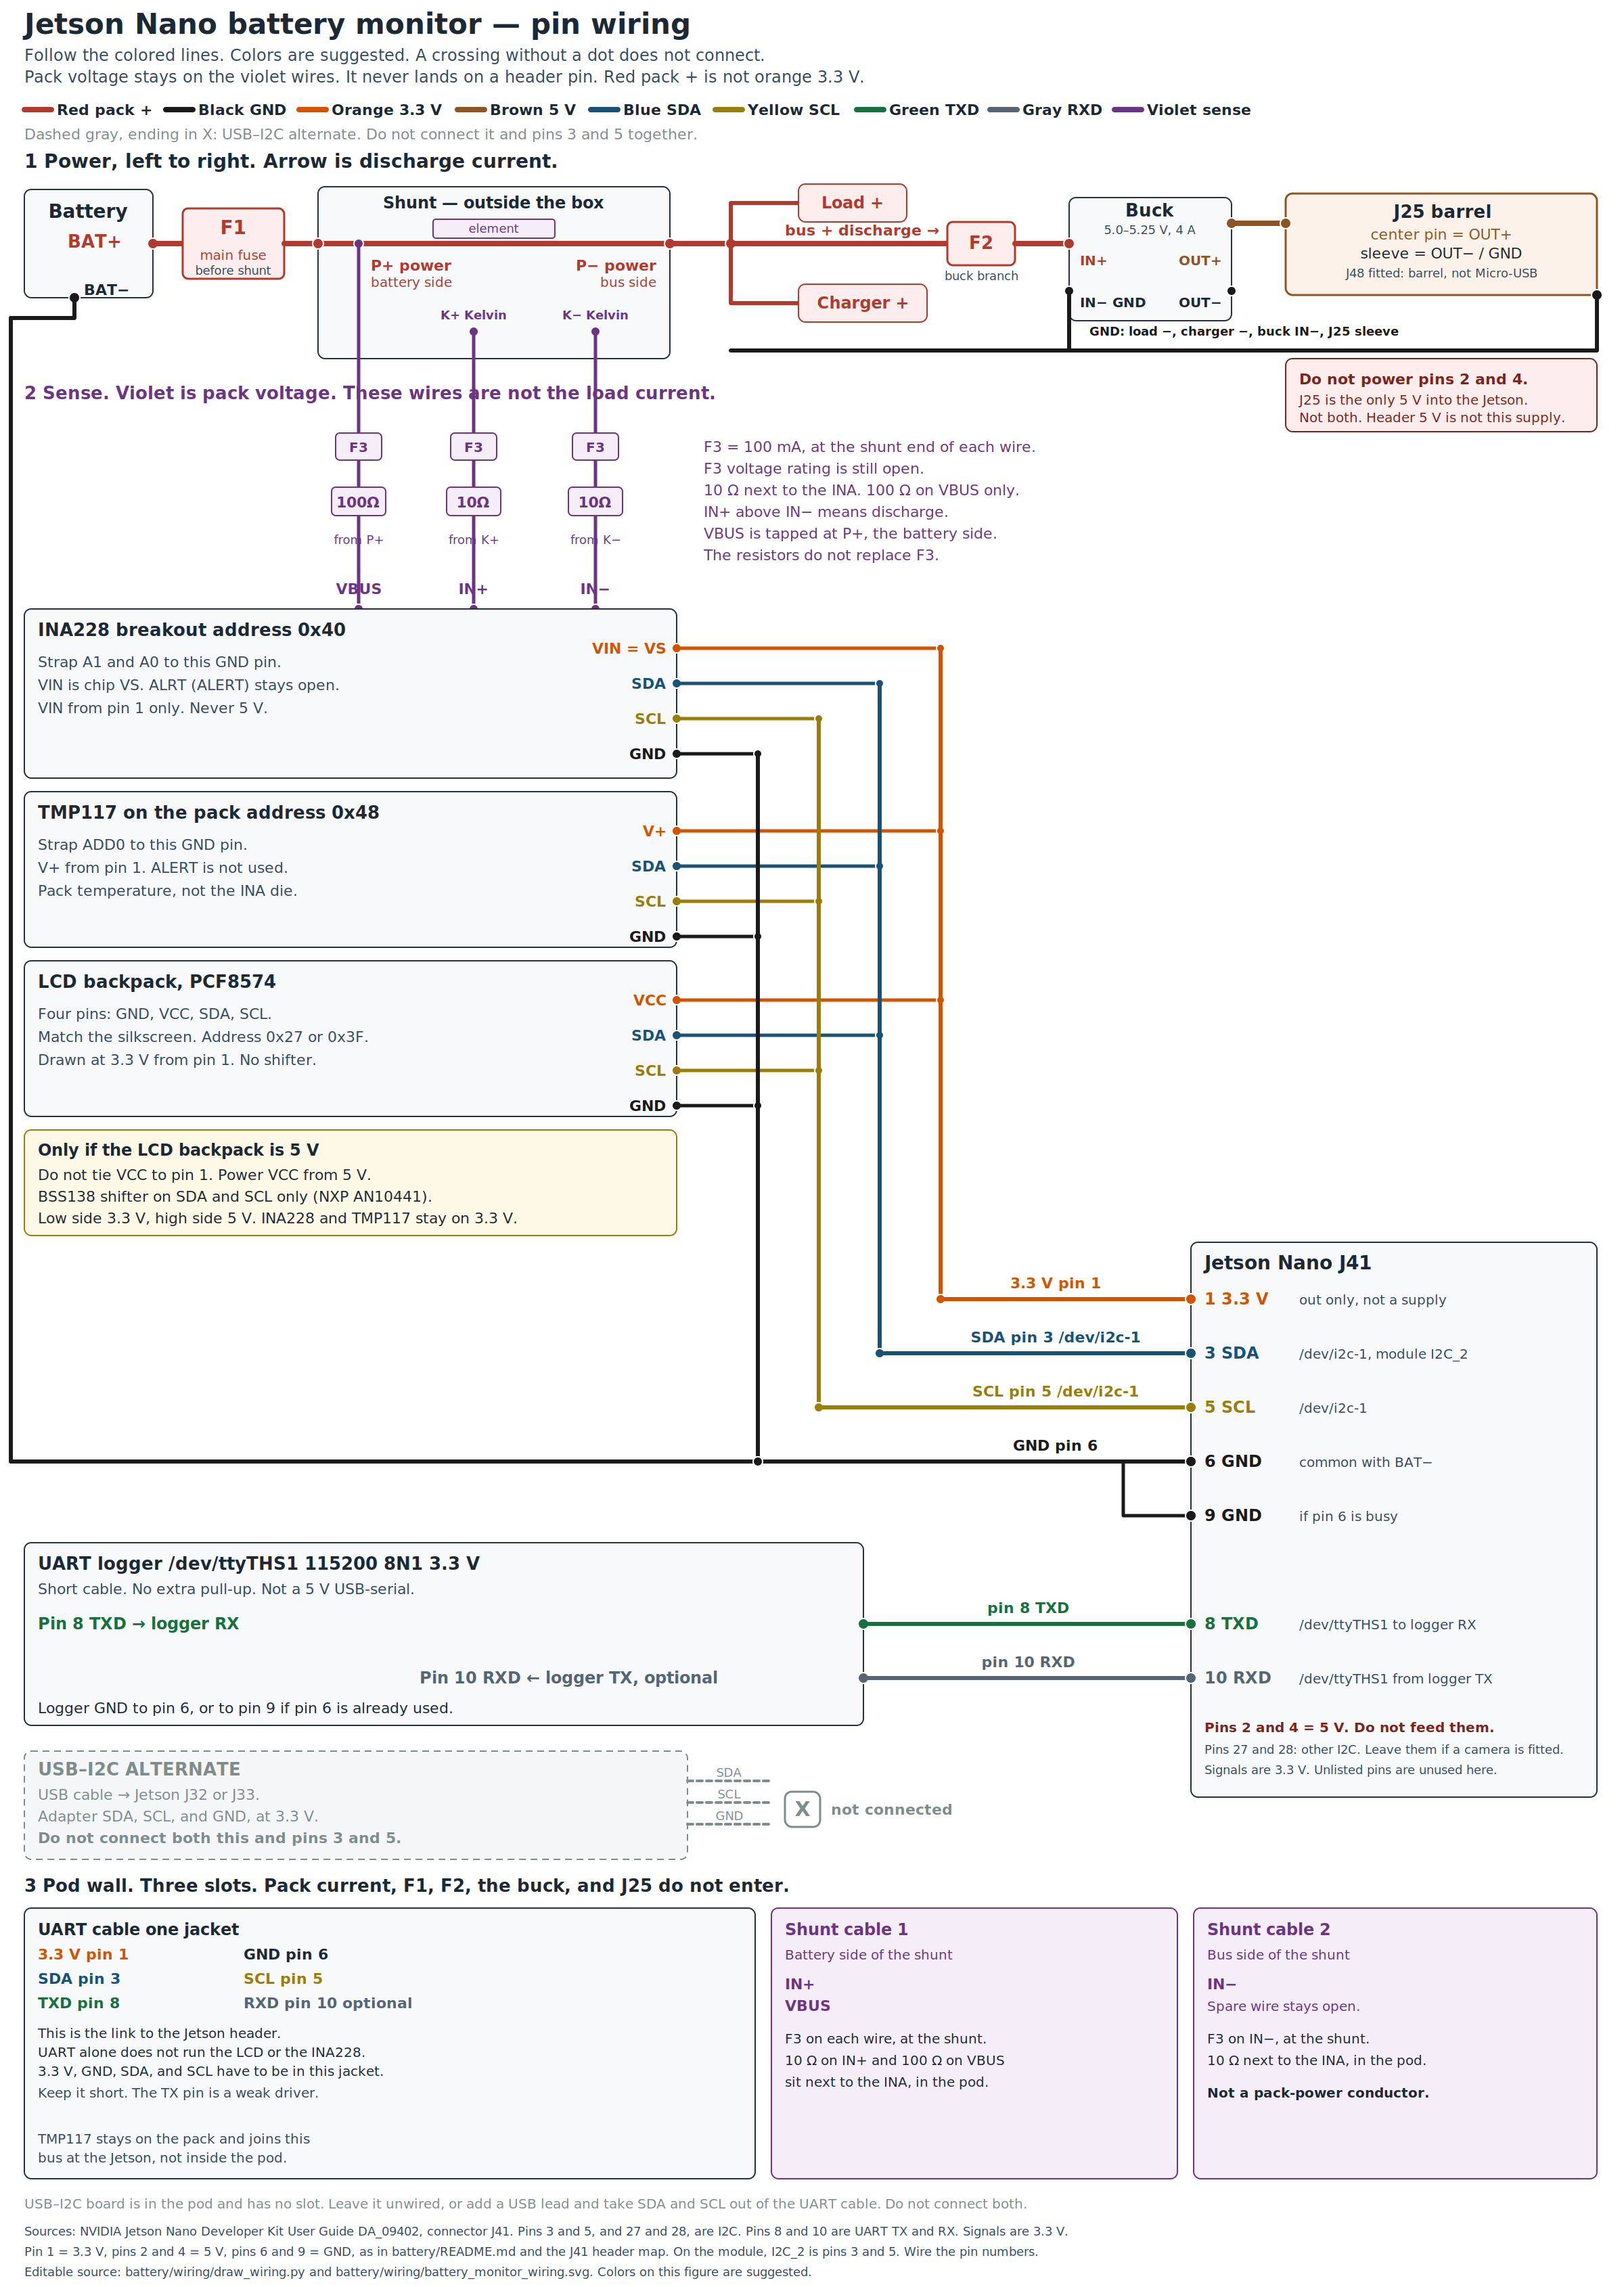 Jetson Nano battery monitor — pin wiring
Follow the colored lines. Colors are suggested. A crossing without a dot does not connect.
Pack voltage stays on the violet wires. It never lands on a header pin. Red pack + is not orange 3.3 V.
Red pack + Black GND Orange 3.3 V Brown 5 V Blue SDA Yellow SCL Green TXD Gray RXD Violet sense
Dashed gray, ending in X: USB–I2C alternate. Do not connect it and pins 3 and 5 together.
1 Power, left to right. Arrow is discharge current.
Battery
BAT+
BAT−
F1
main fuse
before shunt
Shunt — outside the box
element
P+ power
battery side
P− power
bus side
K+ Kelvin
K− Kelvin
Load +
bus + discharge →
Charger +
F2
buck branch
Buck
5.0–5.25 V, 4 A
IN+ OUT+
IN− GND OUT−
J25 barrel
center pin = OUT+
sleeve = OUT− / GND
J48 fitted: barrel, not Micro-USB
GND: load −, charger −, buck IN−, J25 sleeve
Do not power pins 2 and 4.
J25 is the only 5 V into the Jetson.
Not both. Header 5 V is not this supply.
2 Sense. Violet is pack voltage. These wires are not the load current.
F3 F3 F3
100Ω 10Ω 10Ω
from P+ from K+ from K−
VBUS IN+ IN−
F3 = 100 mA, at the shunt end of each wire.
F3 voltage rating is still open.
10 Ω next to the INA. 100 Ω on VBUS only.
IN+ above IN− means discharge.
VBUS is tapped at P+, the battery side.
The resistors do not replace F3.
INA228 breakout address 0x40
Strap A1 and A0 to this GND pin.
VIN is chip VS. ALRT (ALERT) stays open.
VIN from pin 1 only. Never 5 V.
VIN = VS
SDA
SCL
GND
TMP117 on the pack address 0x48
Strap ADD0 to this GND pin.
V+ from pin 1. ALERT is not used.
Pack temperature, not the INA die.
V+
SDA
SCL
GND
LCD backpack, PCF8574
Four pins: GND, VCC, SDA, SCL.
Match the silkscreen. Address 0x27 or 0x3F.
Drawn at 3.3 V from pin 1. No shifter.
VCC
SDA
SCL
GND
Only if the LCD backpack is 5 V
Do not tie VCC to pin 1. Power VCC from 5 V.
BSS138 shifter on SDA and SCL only (NXP AN10441).
Low side 3.3 V, high side 5 V. INA228 and TMP117 stay on 3.3 V.
3.3 V pin 1
SDA pin 3 /dev/i2c-1
SCL pin 5 /dev/i2c-1
GND pin 6
Jetson Nano J41
1 3.3 V out only, not a supply
3 SDA /dev/i2c-1, module I2C_2
5 SCL /dev/i2c-1
6 GND common with BAT−
9 GND if pin 6 is busy
8 TXD /dev/ttyTHS1 to logger RX
10 RXD /dev/ttyTHS1 from logger TX
Pins 2 and 4 = 5 V. Do not feed them.
Pins 27 and 28: other I2C. Leave them if a camera is fitted.
Signals are 3.3 V. Unlisted pins are unused here.
UART logger /dev/ttyTHS1 115200 8N1 3.3 V
Short cable. No extra pull-up. Not a 5 V USB-serial.
Pin 8 TXD → logger RX
Pin 10 RXD ← logger TX, optional
Logger GND to pin 6, or to pin 9 if pin 6 is already used.
pin 8 TXD
pin 10 RXD
USB–I2C ALTERNATE
USB cable → Jetson J32 or J33.
Adapter SDA, SCL, and GND, at 3.3 V.
Do not connect both this and pins 3 and 5.
SDA
SCL
GND
X not connected
3 Pod wall. Three slots. Pack current, F1, F2, the buck, and J25 do not enter.
UART cable one jacket
3.3 V pin 1 GND pin 6
SDA pin 3 SCL pin 5
TXD pin 8 RXD pin 10 optional
This is the link to the Jetson header.
UART alone does not run the LCD or the INA228.
3.3 V, GND, SDA, and SCL have to be in this jacket.
Keep it short. The TX pin is a weak driver.
TMP117 stays on the pack and joins this
bus at the Jetson, not inside the pod.
Shunt cable 1
Battery side of the shunt
IN+
VBUS
F3 on each wire, at the shunt.
10 Ω on IN+ and 100 Ω on VBUS
sit next to the INA, in the pod.
Shunt cable 2
Bus side of the shunt
IN−
Spare wire stays open.
F3 on IN−, at the shunt.
10 Ω next to the INA, in the pod.
Not a pack-power conductor.
USB–I2C board is in the pod and has no slot. Leave it unwired, or add a USB lead and take SDA and SCL out of the UART cable. Do not connect both.
Sources: NVIDIA Jetson Nano Developer Kit User Guide DA_09402, connector J41. Pins 3 and 5, and 27 and 28, are I2C. Pins 8 and 10 are UART TX and RX. Signals are 3.3 V.
Pin 1 = 3.3 V, pins 2 and 4 = 5 V, pins 6 and 9 = GND, as in battery/README.md and the J41 header map. On the module, I2C_2 is pins 3 and 5. Wire the pin numbers.
Editable source: battery/wiring/draw_wiring.py and battery/wiring/battery_monitor_wiring.svg. Colors on this figure are suggested.